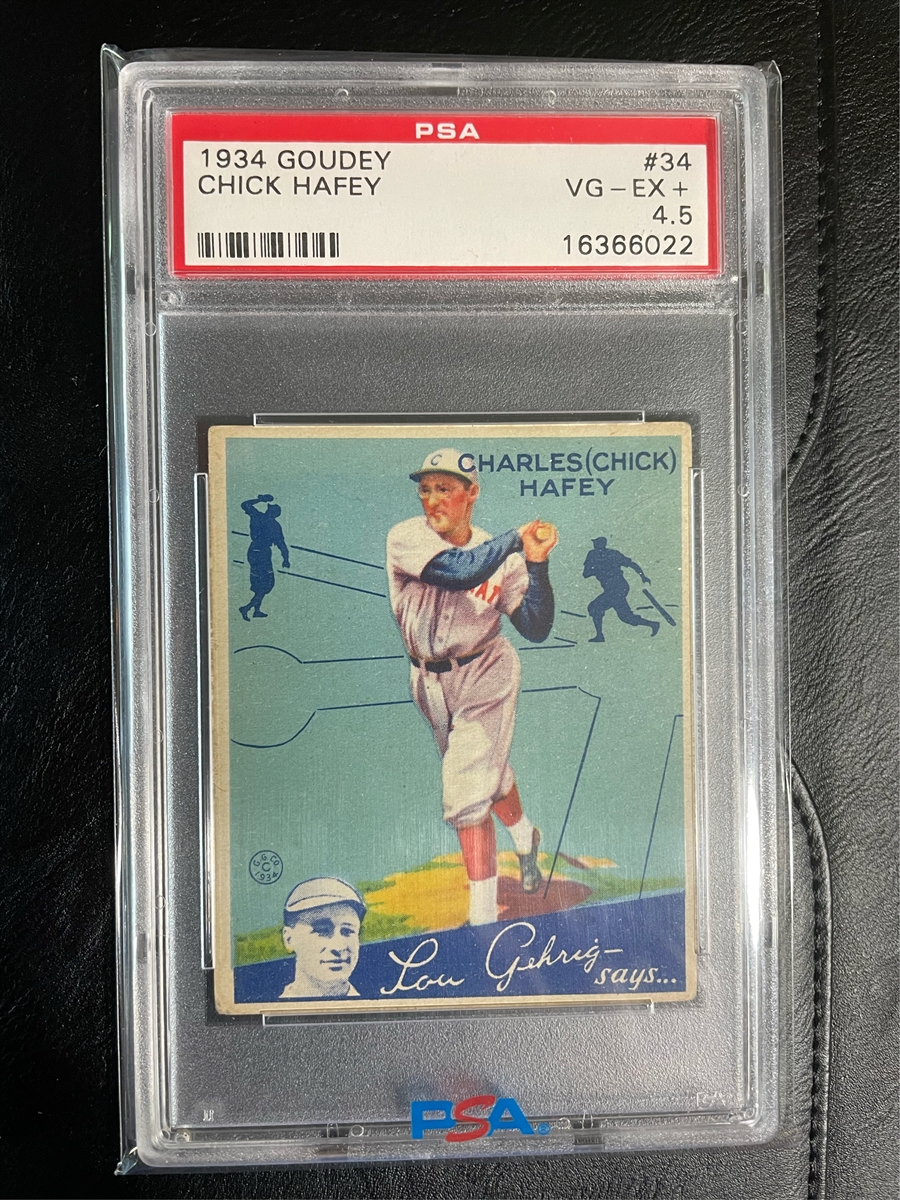 PSA
1934 GOUDEY #34
CHICK HAFEY VG-EX+
4.5
16366022
C
CHARLES(CHICK)
HAFEY
G.G.CO.
C
1934
Lou Gehrig-
says...
PSA